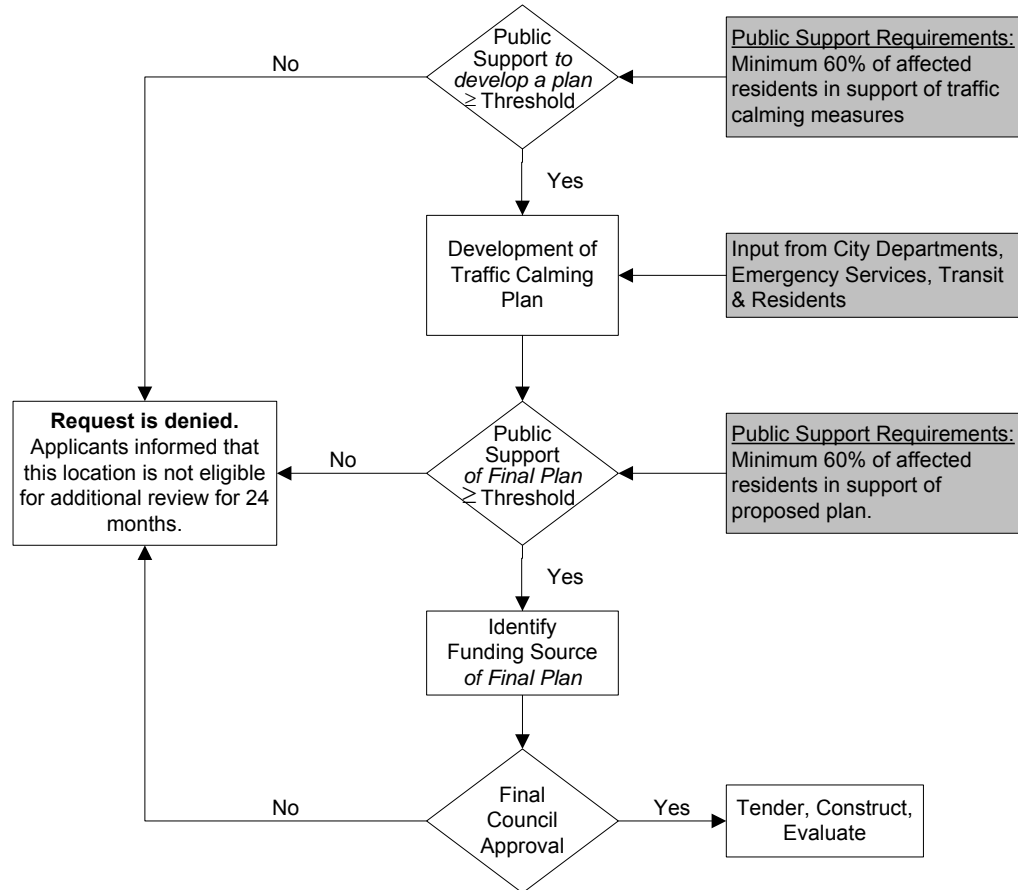 Public
Support to
develop a plan
≥ Threshold
No
Public Support Requirements:
Minimum 60% of affected
residents in support of traffic
calming measures
Yes
Development of
Traffic Calming
Plan
Input from City Departments,
Emergency Services, Transit
& Residents
Request is denied.
Applicants informed that
this location is not eligible
for additional review for 24
months.
No
Public
Support
of Final Plan
≥ Threshold
Public Support Requirements:
Minimum 60% of affected
residents in support of
proposed plan.
Yes
Identify
Funding Source
of Final Plan
No
Final
Council
Approval
Yes
Tender, Construct,
Evaluate